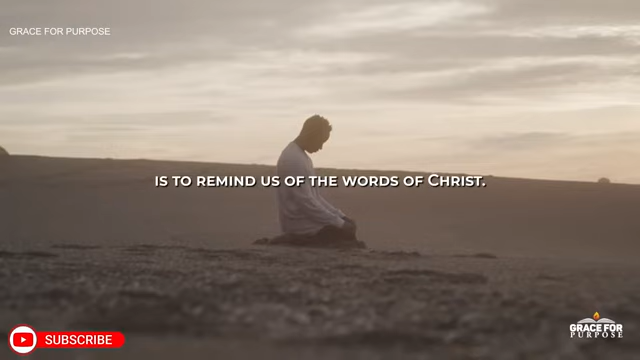 GRACE FOR PURPOSE
IS TO REMIND US OF THE WORDS OF CHRIST.
GRACE FOR
PURPOSE
SUBSCRIBE